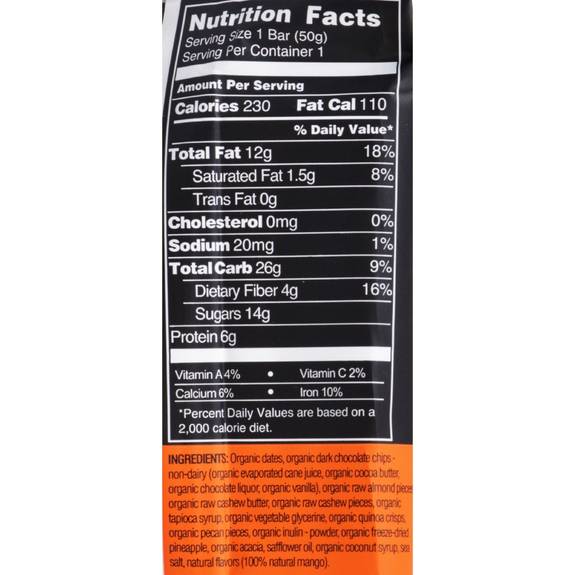 Nutrition Facts
Serving Size 1 Bar (50g)
Serving Per Container 1
Amount Per Serving
Calories 230 Fat Cal 110
% Daily Value*
Total Fat 12g 18%
Saturated Fat 1.5g 8%
Trans Fat 0g
Cholesterol 0mg 0%
Sodium 20mg 1%
Total Carb 26g 9%
Dietary Fiber 4g 16%
Sugars 14g
Protein 6g
Vitamin A 4% • Vitamin C 2%
Calcium 6% • Iron 10%
*Percent Daily Values are based on a
2,000 calorie diet.
INGREDIENTS: Organic dates, organic dark chocolate chips -
non-dairy (organic evaporated cane juice, organic cocoa butter,
organic chocolate liquor, organic vanilla), organic raw almond pieces
organic raw cashew butter, organic raw cashew pieces, organic
tapioca syrup, organic vegetable glycerine, organic quinoa crisps,
organic pecan pieces, organic inulin - powder, organic freeze-dried
pineapple, organic acacia, safflower oil, organic coconut syrup, sea
salt, natural flavors (100% natural mango).